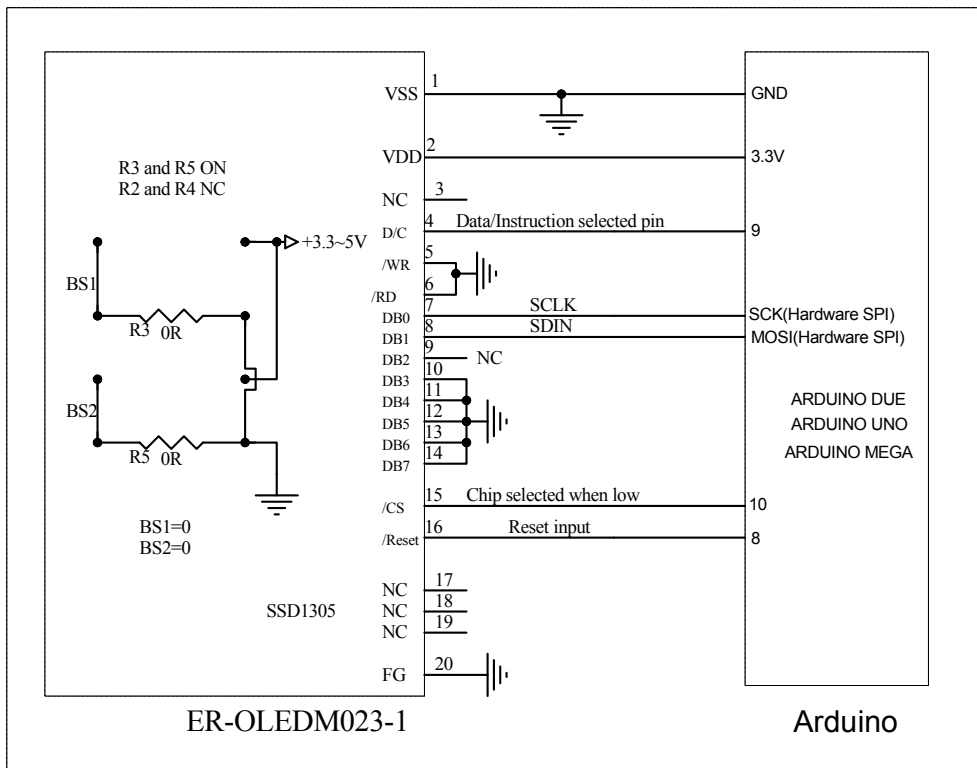 R3 and R5 ON
R2 and R4 NC
+3.3~5V
BS1
R3
0R
BS2
R5
0R
BS1=0
BS2=0
SSD1305
VSS 1 GND
VDD 2 3.3V
NC 3
D/C 4 Data/Instruction selected pin 9
/WR 5
/RD 6
DB0 7 SCLK SCK(Hardware SPI)
DB1 8 SDIN MOSI(Hardware SPI)
DB2 9 NC
DB3 10
DB4 11
DB5 12
DB6 13
DB7 14
/CS 15 Chip selected when low 10
/Reset 16 Reset input 8
NC 17
NC 18
NC 19
FG 20
ARDUINO DUE
ARDUINO UNO
ARDUINO MEGA
ER-OLEDM023-1
Arduino